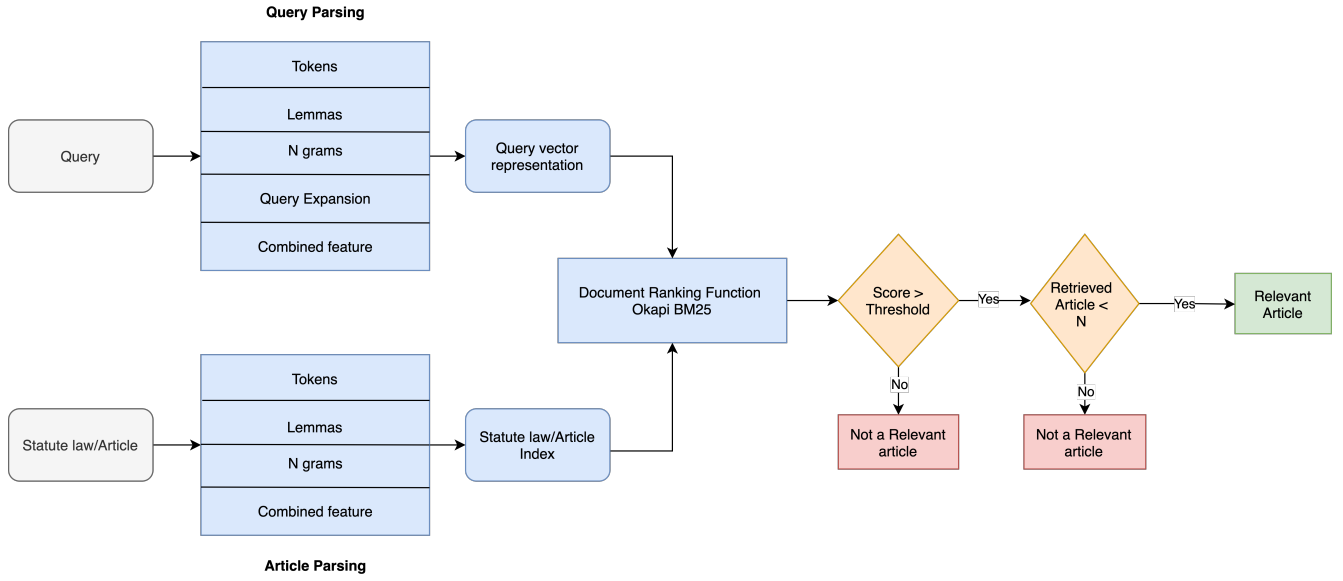 Query Parsing
Tokens
Lemmas
N grams
Query Expansion
Combined feature
Query
Query vector
representation
Document Ranking Function
Okapi BM25
Score >
Threshold
Yes
No
Not a Relevant
article
Retrieved
Article <
N
Yes
No
Not a Relevant
article
Relevant
Article
Statute law/Article
Tokens
Lemmas
N grams
Combined feature
Statute law/Article
Index
Article Parsing